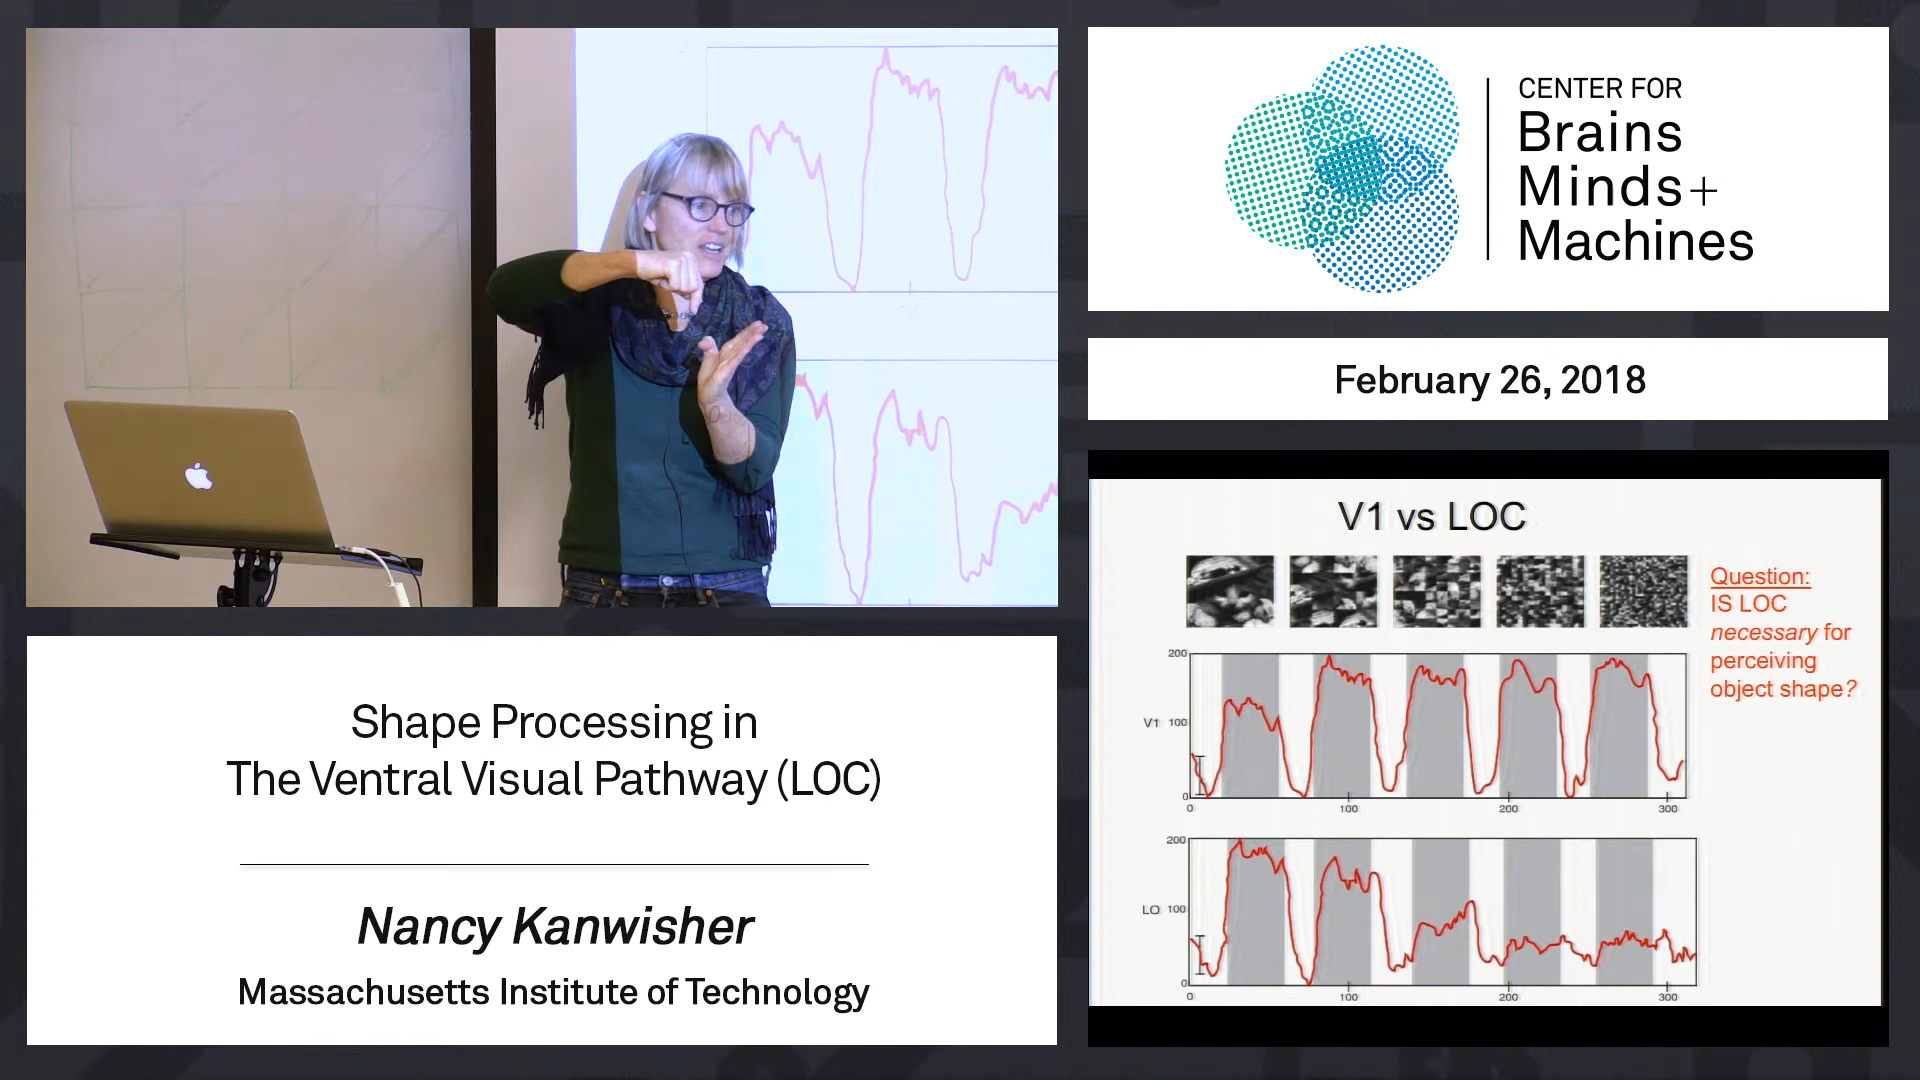 CENTER FOR
Brains
Minds+
Machines
February 26, 2018
Shape Processing in
The Ventral Visual Pathway (LOC)
Nancy Kanwisher
Massachusetts Institute of Technology
V1 vs LOC
Question:
IS LOC
necessary for
perceiving
object shape?
200
V1 100
0
0 100 200 300
200
LO 100
0
0 100 200 300